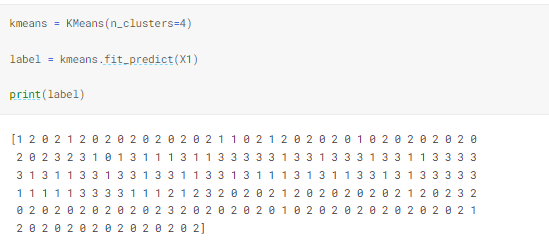 kmeans = KMeans(n_clusters=4)
label = kmeans.fit_predict(X1)
print(label)
[1 2 0 2 1 2 0 2 0 2 0 2 0 2 0 2 1 1 0 2 1 2 0 2 0 2 0 1 0 2 0 2 0 2 0 2 0
2 0 2 3 2 3 1 0 1 3 1 1 1 3 1 1 3 3 3 3 3 1 3 3 1 3 3 3 1 3 3 1 1 3 3 3 3
3 1 3 1 1 3 3 1 3 3 1 3 3 1 1 3 3 1 3 1 1 1 3 1 3 1 1 3 3 1 3 1 3 3 3 3 3
1 1 1 1 1 3 3 3 3 1 1 1 2 1 2 3 2 0 2 0 2 1 2 0 2 0 2 0 2 0 2 1 2 0 2 3 2
0 2 0 2 0 2 0 2 0 2 0 2 3 2 0 2 0 2 0 2 0 1 0 2 0 2 0 2 0 2 0 2 0 2 0 2 1
2 0 2 0 2 0 2 0 2 0 2 0 2 0 2]